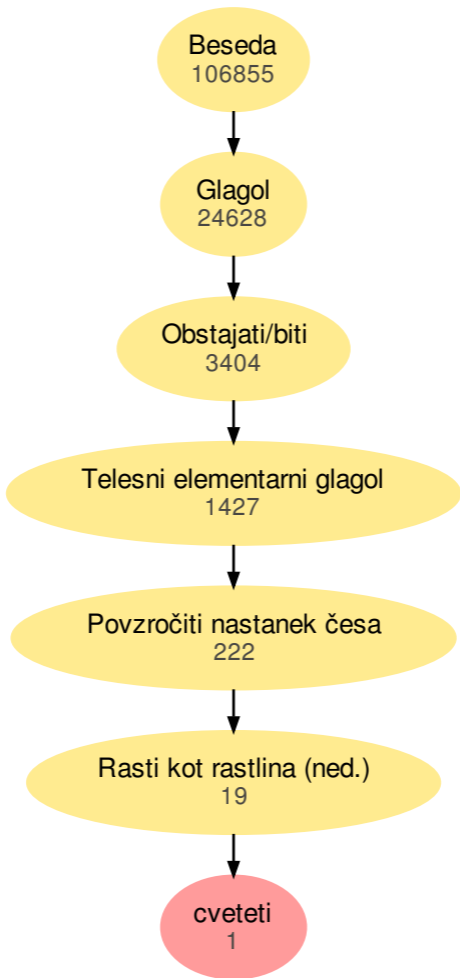 Beseda
106855
Glagol
24628
Obstajati/biti
3404
Telesni elementarni glagol
1427
Povzročiti nastanek česa
222
Rasti kot rastlina (ned.)
19
cveteti
1